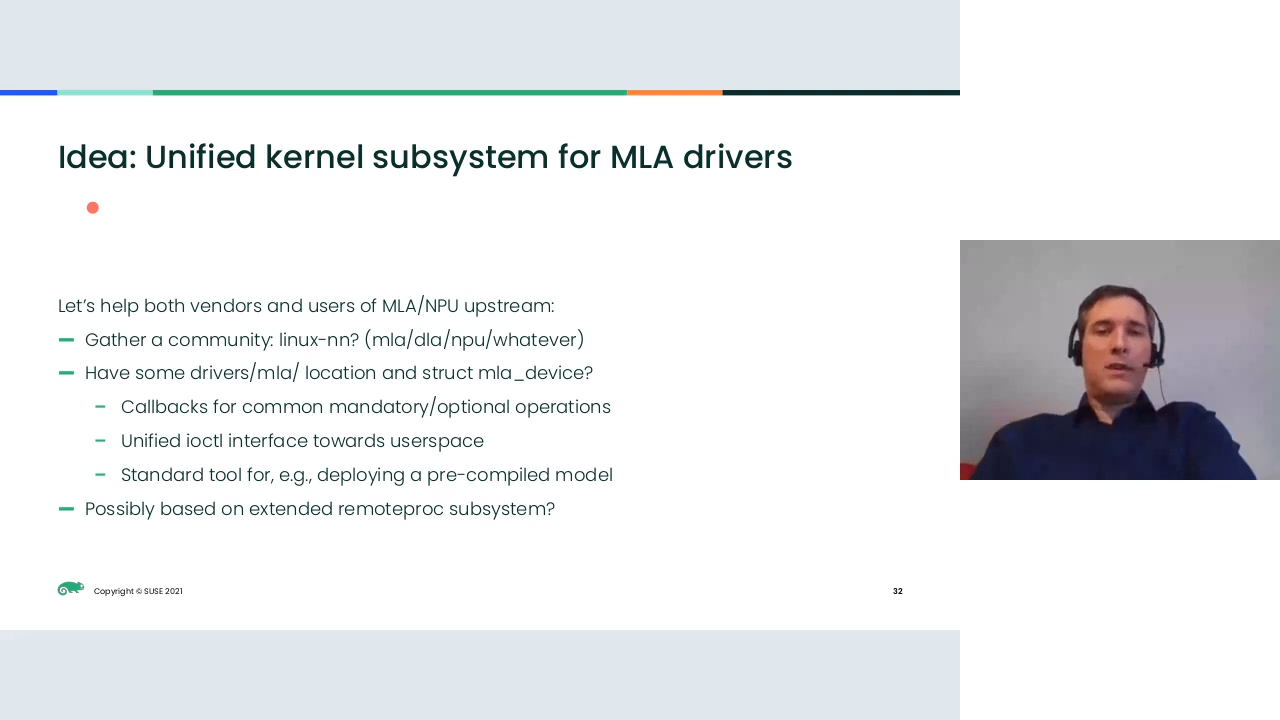 Idea: Unified kernel subsystem for MLA drivers
Let's help both vendors and users of MLA/NPU upstream:
Gather a community: linux-nn? (mla/dla/npu/whatever)
Have some drivers/mla/ location and struct mla_device?
Callbacks for common mandatory/optional operations
Unified ioctl interface towards userspace
Standard tool for, e.g., deploying a pre-compiled model
Possibly based on extended remoteproc subsystem?
Copyright © SUSE 2021
32